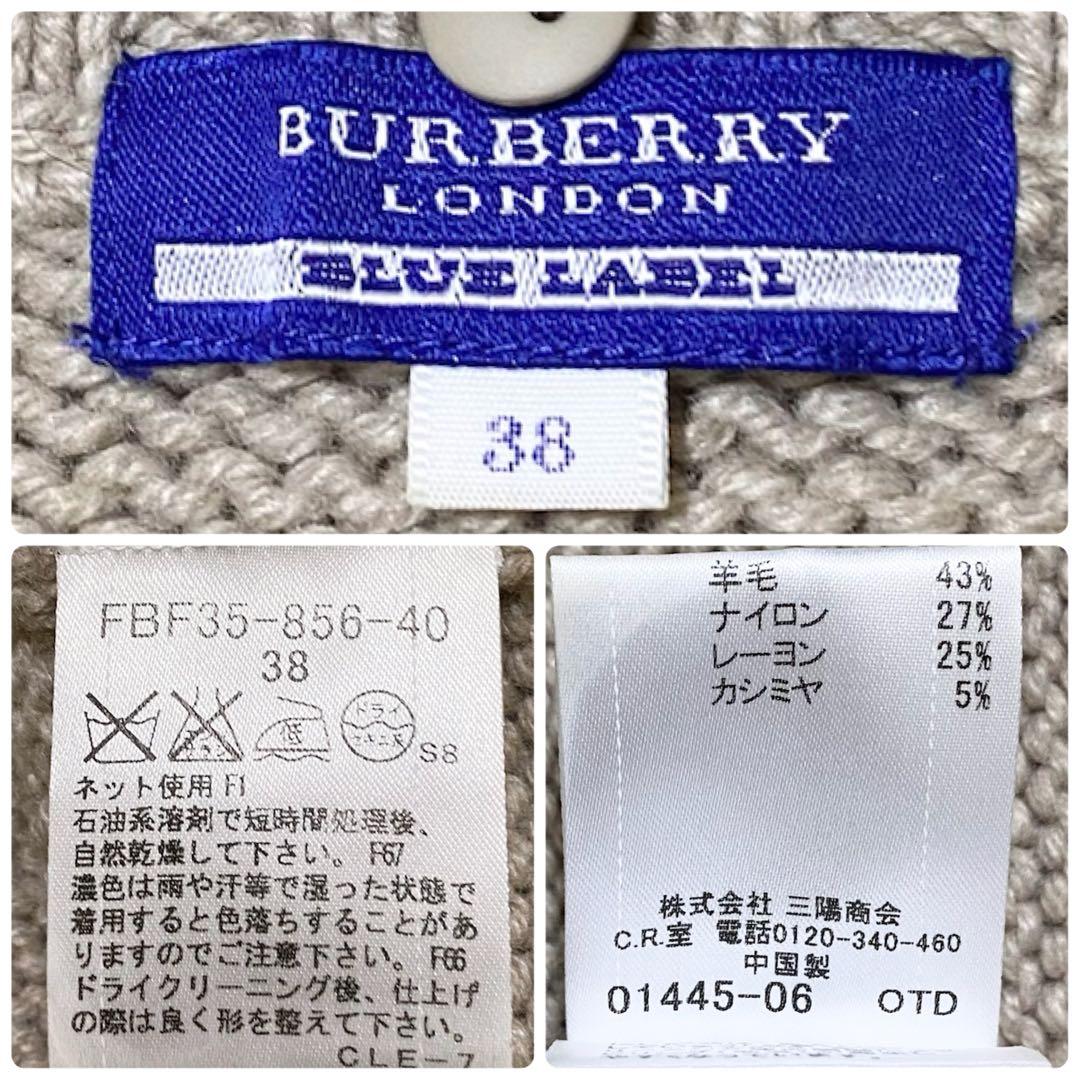 BURBERRY
LONDON
BLUE LABEL
38
FBF35-856-40
38
低
ドライ
S8
ネット使用 F1
石油系溶剤で短時間処理後、
自然乾燥して下さい。 F67
濃色は雨や汗等で湿った状態で
着用すると色落ちすることがあ
りますのでご注意下さい。 F66
ドライクリーニング後、仕上げ
の際は良く形を整えて下さい。
CLE-7
羊毛 43%
ナイロン 27%
レーヨン 25%
カシミヤ 5%
株式会社 三陽商会
C.R.室 電話0120-340-460
中国製
01445-06 OTD